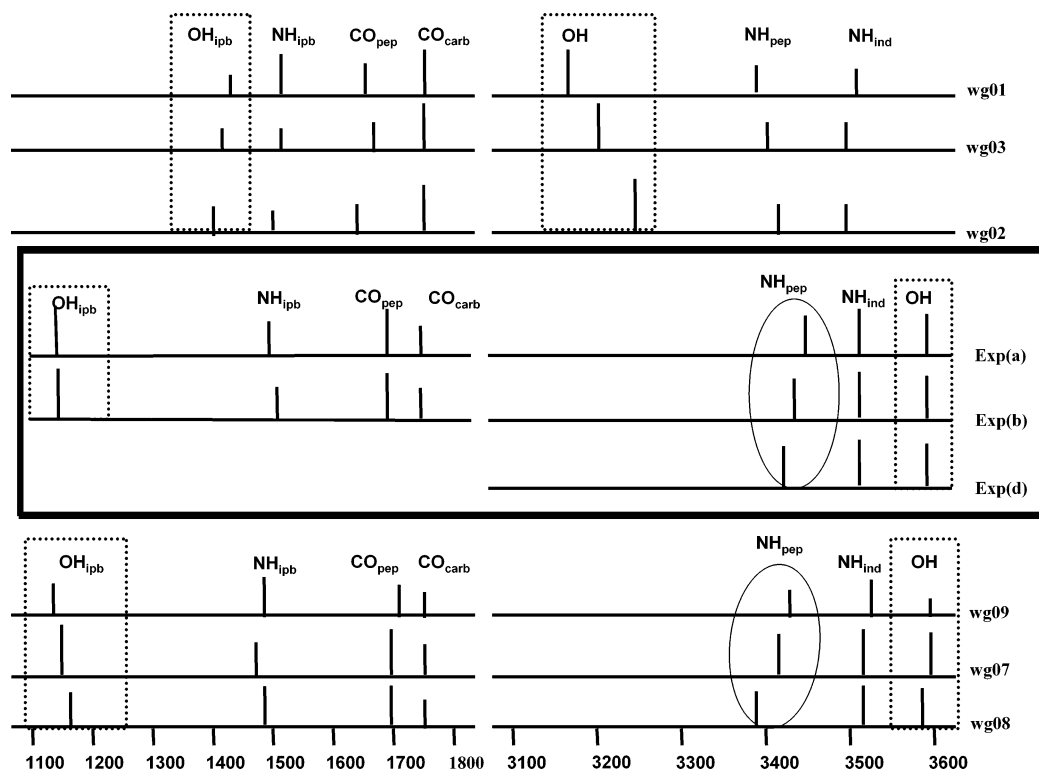 OHipb NHipb COpep COcarb OH NHpep NHind
wg01
wg03
wg02
OHipb NHipb COpep COcarb NHpep NHind OH
Exp(a)
Exp(b)
Exp(d)
OHipb NHipb COpep COcarb NHpep NHind OH
wg09
wg07
wg08
1100 1200 1300 1400 1500 1600 1700 1800 3100 3200 3300 3400 3500 3600